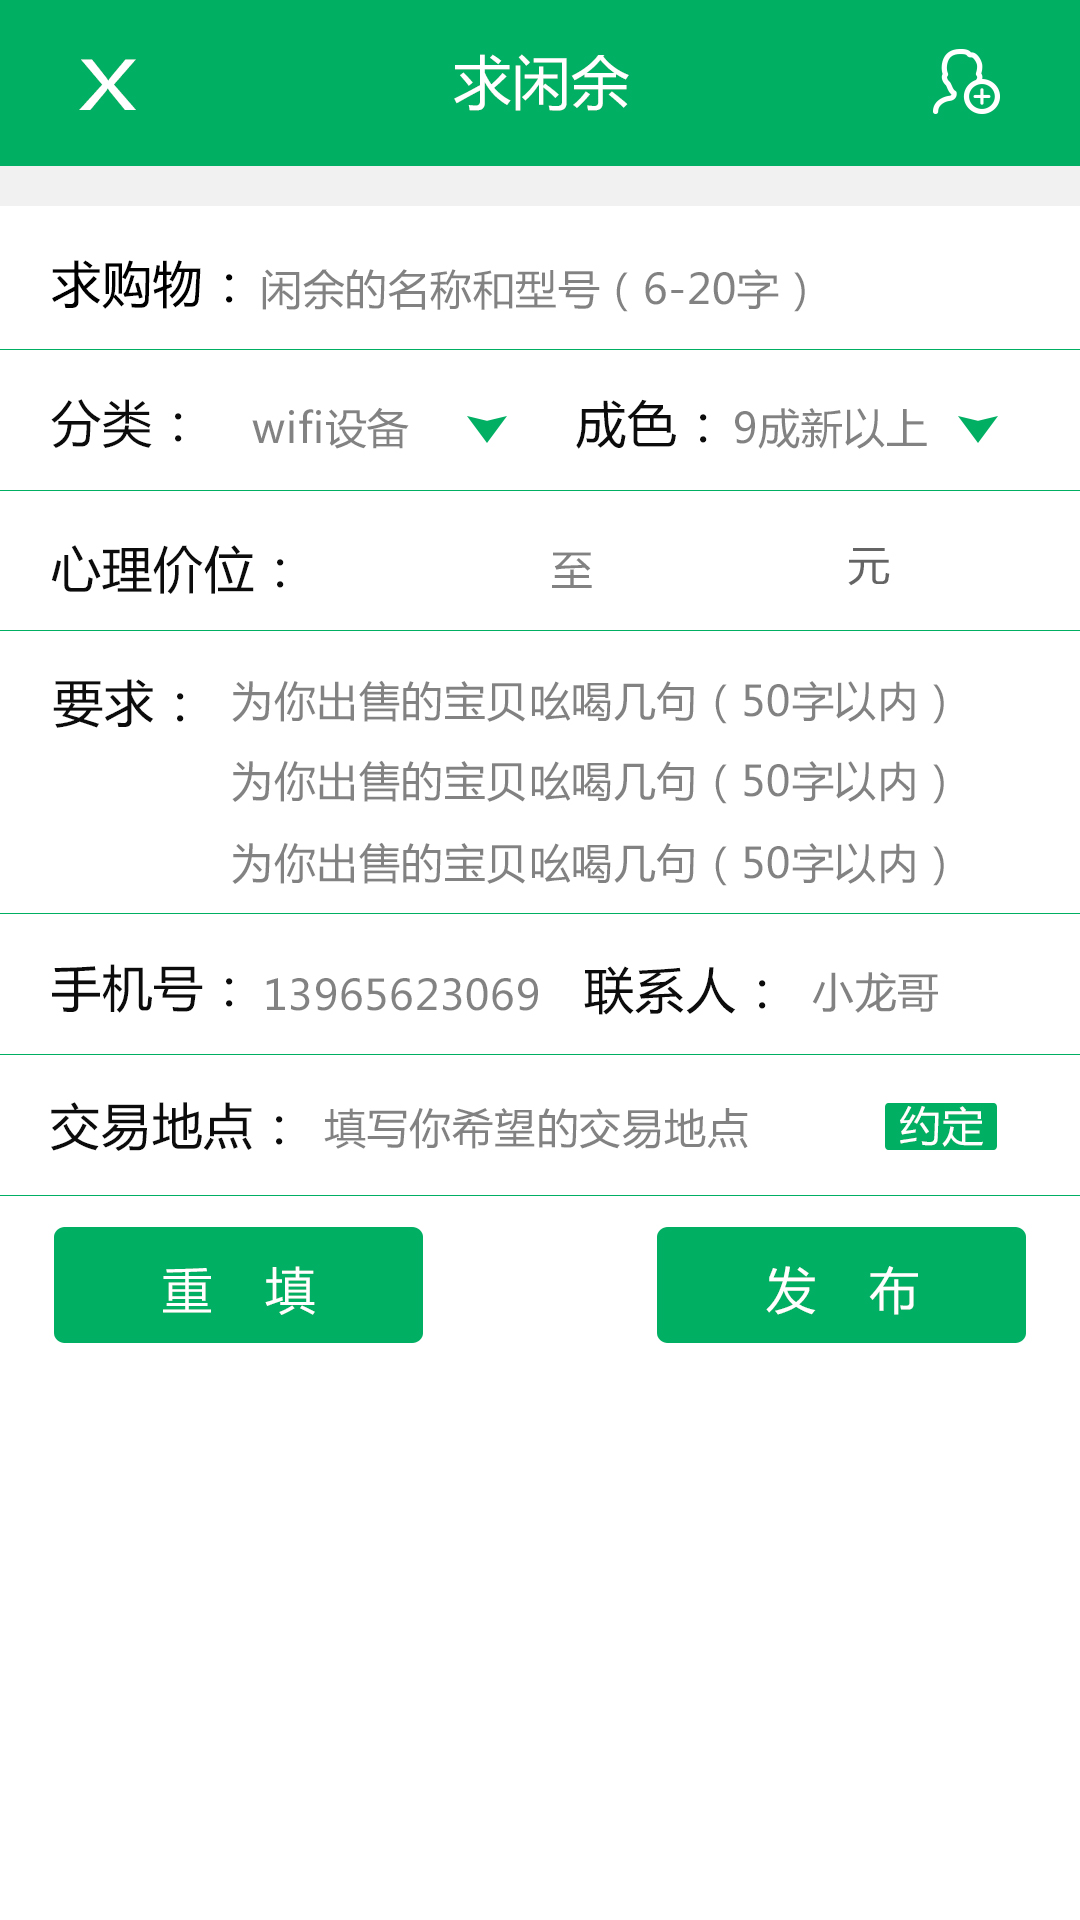 X 求闲余
求购物：闲余的名称和型号（6-20字）
分类： wifi设备 成色：9成新以上
心理价位： 至 元
要求： 为你出售的宝贝吆喝几句（50字以内）
为你出售的宝贝吆喝几句（50字以内）
为你出售的宝贝吆喝几句（50字以内）
手机号：13965623069 联系人： 小龙哥
交易地点： 填写你希望的交易地点 约定
重 填 发 布